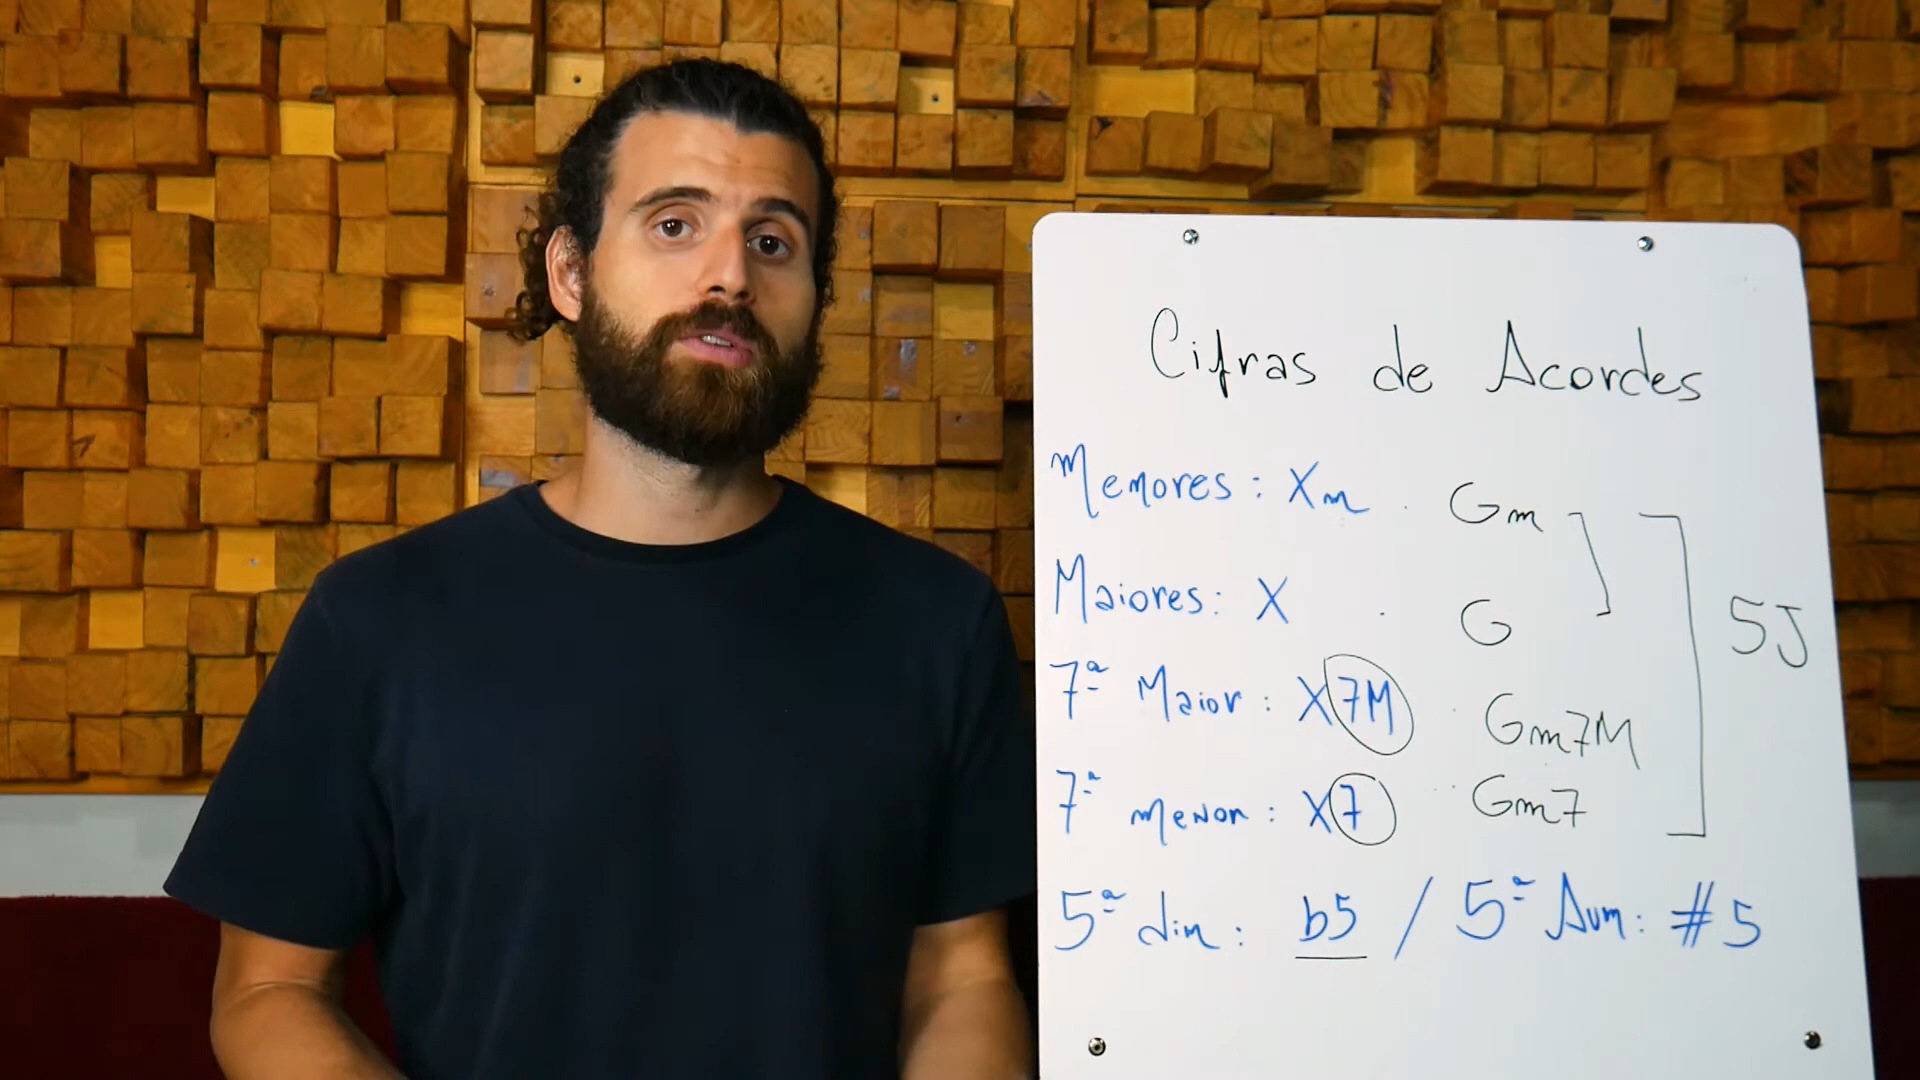 Cifras de Acordes
Menores: Xm . Gm
Maiores: X . G
5J
7ª Maior: X7M . Gm7M
7ª menor: X7 Gm7
5ª dim: b5 / 5ª Aum: #5